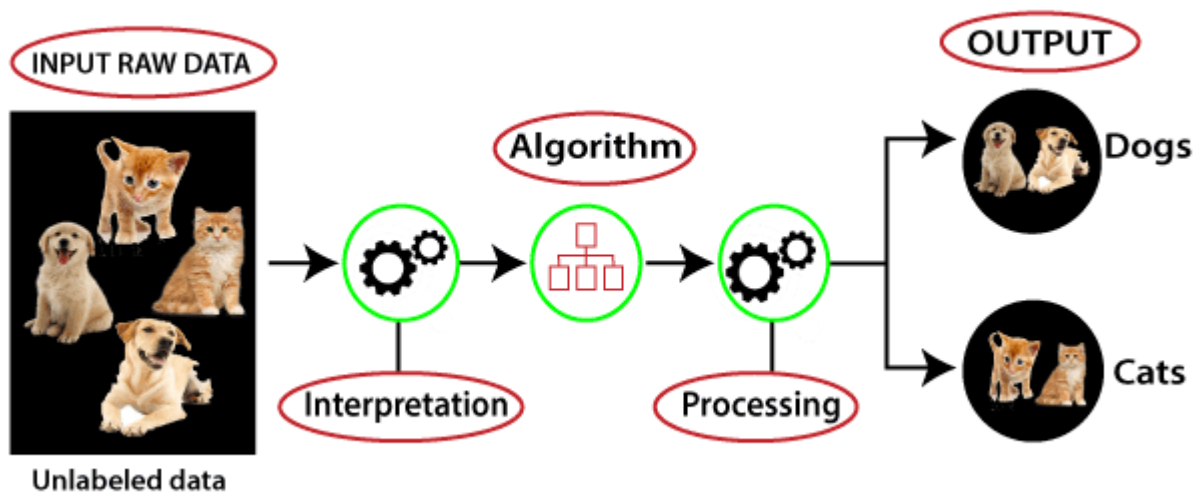 INPUT RAW DATA
Unlabeled data
Interpretation
Algorithm
Processing
OUTPUT
Dogs
Cats